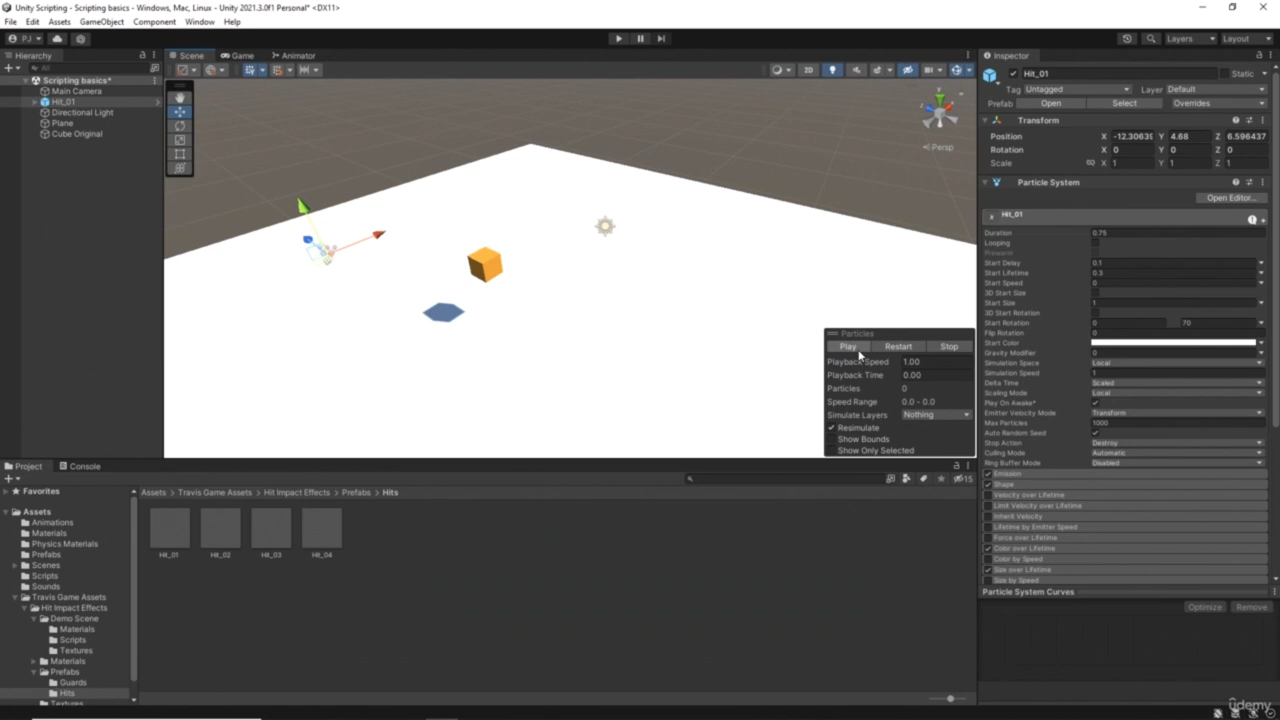 Unity Scripting - Scripting basics - Windows, Mac, Linux - Unity 2021.3.0f1 Personal* <DX11>
File Edit Assets GameObject Component Window Help
PJ Layers Layout
Hierarchy
All
Scripting basics*
Main Camera
Hit_01
Directional Light
Plane
Cube Original
Scene Game Animator
2D
Persp
Particles
Play Restart Stop
Playback Speed 1.00
Playback Time 0.00
Particles 0
Speed Range 0.0 - 0.0
Simulate Layers Nothing
Resimulate
Show Bounds
Show Only Selected
Inspector
Hit_01 Static
Tag Untagged Layer Default
Prefab Open Select Overrides
Transform
Position X -12.30639 Y 4.68 Z 6.596437
Rotation X 0 Y 0 Z 0
Scale X 1 Y 1 Z 1
Particle System
Open Editor...
Hit_01
Duration 0.75
Looping
Prewarm
Start Delay 0.1
Start Lifetime 0.3
Start Speed 0
3D Start Size
Start Size 1
3D Start Rotation
Start Rotation 0 70
Flip Rotation 0
Start Color
Gravity Modifier 0
Simulation Space Local
Simulation Speed 1
Delta Time Scaled
Scaling Mode Local
Play On Awake*
Emitter Velocity Mode Transform
Max Particles 1000
Auto Random Seed
Stop Action Destroy
Culling Mode Automatic
Ring Buffer Mode Disabled
Emission
Shape
Velocity over Lifetime
Limit Velocity over Lifetime
Inherit Velocity
Lifetime by Emitter Speed
Force over Lifetime
Color over Lifetime
Color by Speed
Size over Lifetime
Size by Speed
Particle System Curves
Optimize Remove
Project Console
15
Favorites
Assets
Animations
Materials
Physics Materials
Prefabs
Scenes
Scripts
Sounds
Travis Game Assets
Hit Impact Effects
Demo Scene
Materials
Scripts
Textures
Materials
Prefabs
Guards
Hits
Textures
Assets > Travis Game Assets > Hit Impact Effects > Prefabs > Hits
Hit_01 Hit_02 Hit_03 Hit_04
udemy